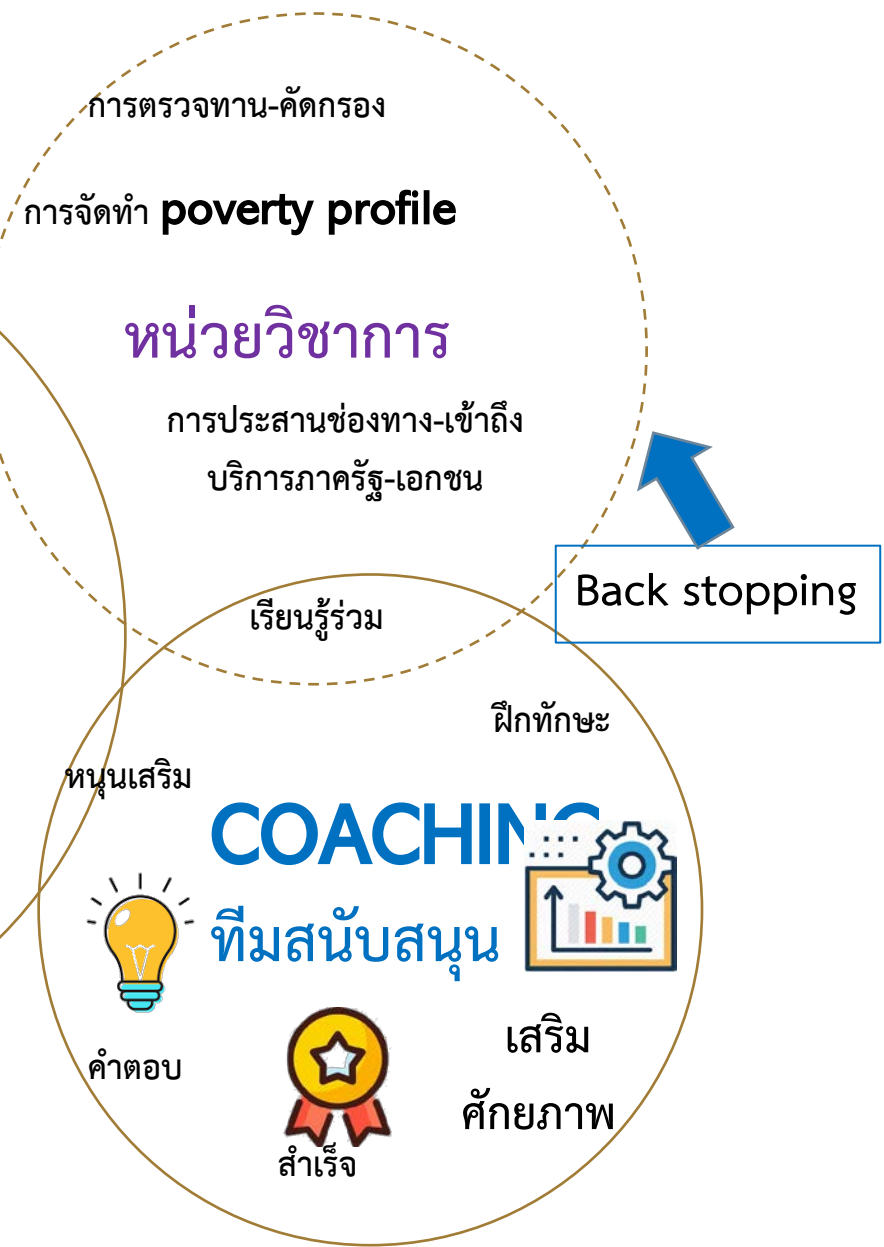 การตรวจทาน-คัดกรอง
การจัดทำ poverty profile
หน่วยวิชาการ
การประสานช่องทาง-เข้าถึง
บริการภาครัฐ-เอกชน
Back stopping
เรียนรู้ร่วม
ฝึกทักษะ
หนุนเสริม
COACHING
ทีมสนับสนุน
เสริม
ศักยภาพ
คำตอบ
สำเร็จ